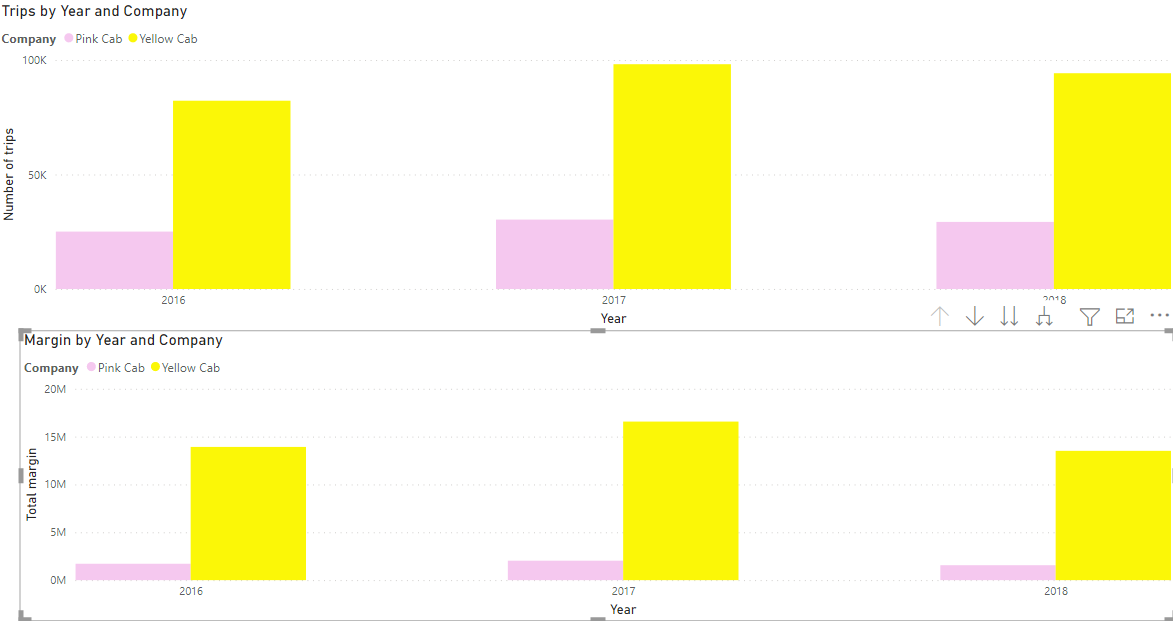 Trips by Year and Company
Company Pink Cab Yellow Cab
100K
50K
0K
Number of trips
2016 2017 2018
Year
Margin by Year and Company
Company Pink Cab Yellow Cab
20M
15M
10M
5M
0M
Total margin
2016 2017 2018
Year